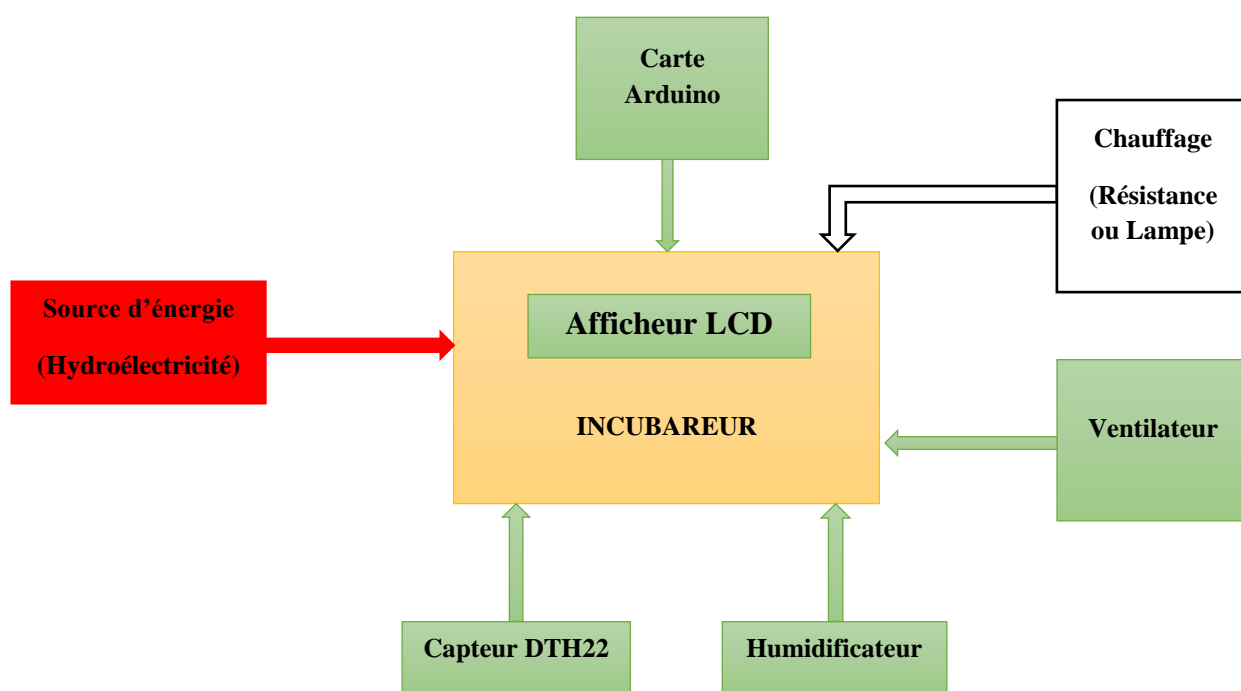 Carte
Arduino
Chauffage
(Résistance
ou Lampe)
Source d’énergie
(Hydroélectricité)
Afficheur LCD
INCUBAREUR
Ventilateur
Capteur DTH22
Humidificateur